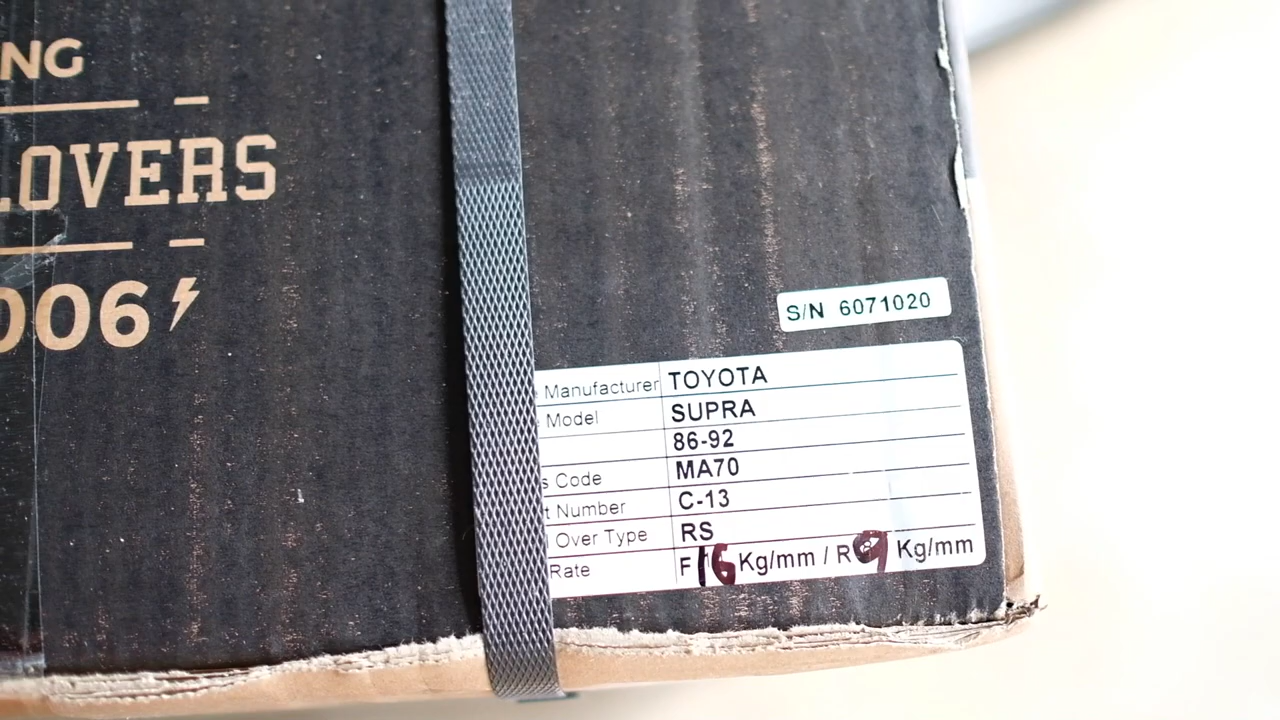 NG
LOVERS
006
S/N 6071020
Manufacturer TOYOTA
Model SUPRA
86-92
s Code MA70
t Number C-13
Over Type RS
Rate F 16 Kg/mm / R 9 Kg/mm